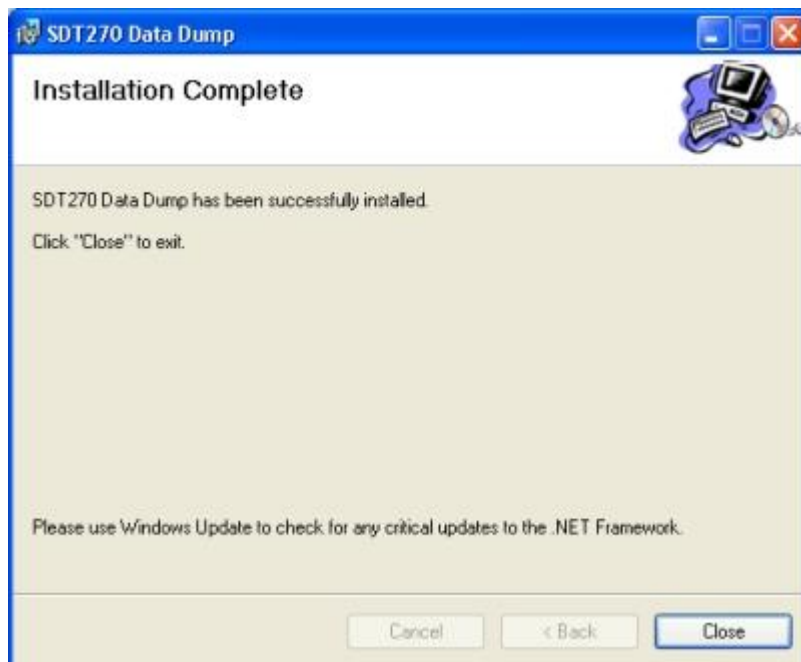 SDT270 Data Dump
Installation Complete
SDT270 Data Dump has been successfully installed.
Click "Close" to exit.
Please use Windows Update to check for any critical updates to the .NET Framework.
Cancel
< Back
Close